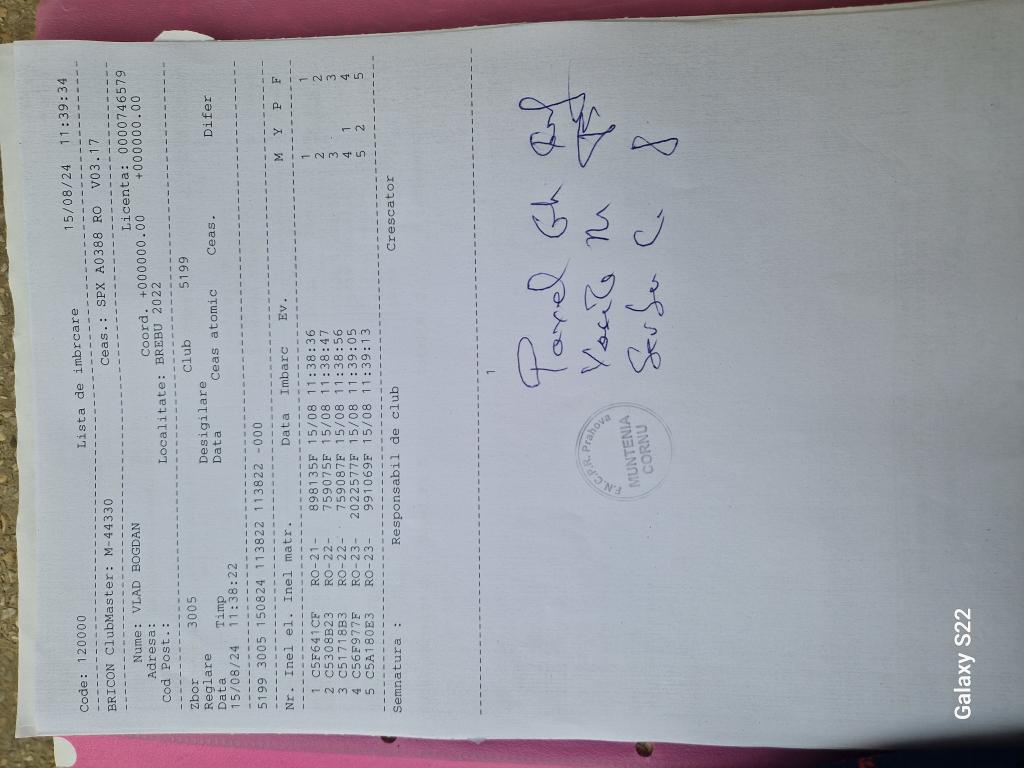 Code: 120000 Lista de imbrcare 15/08/24 11:39:34
BRICON ClubMaster: M-44330 Ceas.: SPX A0388 RO V03.17
Nume: VLAD BOGDAN Licenta: 0000746579
Adresa: Coord. +000000.00 +000000.00
Cod Post.: Localitate: BREBU 2022
Zbor 3005 Club 5199
Reglare Desigilare
Data Timp Data Ceas atomic Ceas. Difer
15/08/24 11:38:22
5199 3005 150824 113822 113822 113822 -000
Nr. Inel el. Inel matr. Data Imbarc Ev. M Y P F
1 C5F641CF RO-21- 898135F 15/08 11:38:36 1 1
2 C5308B23 RO-22- 759075F 15/08 11:38:47 2 2
3 C51718B3 RO-22- 759087F 15/08 11:38:56 3 3
4 C56F977F RO-23- 2022577F 15/08 11:39:05 4 1 4
5 C5A180E3 RO-23- 991069F 15/08 11:39:13 5 2 5
Semnatura : Responsabil de club Crescator
1
Gh
F.N.C.P.R. Prahova
MUNTENIA
CORNU
Galaxy S22